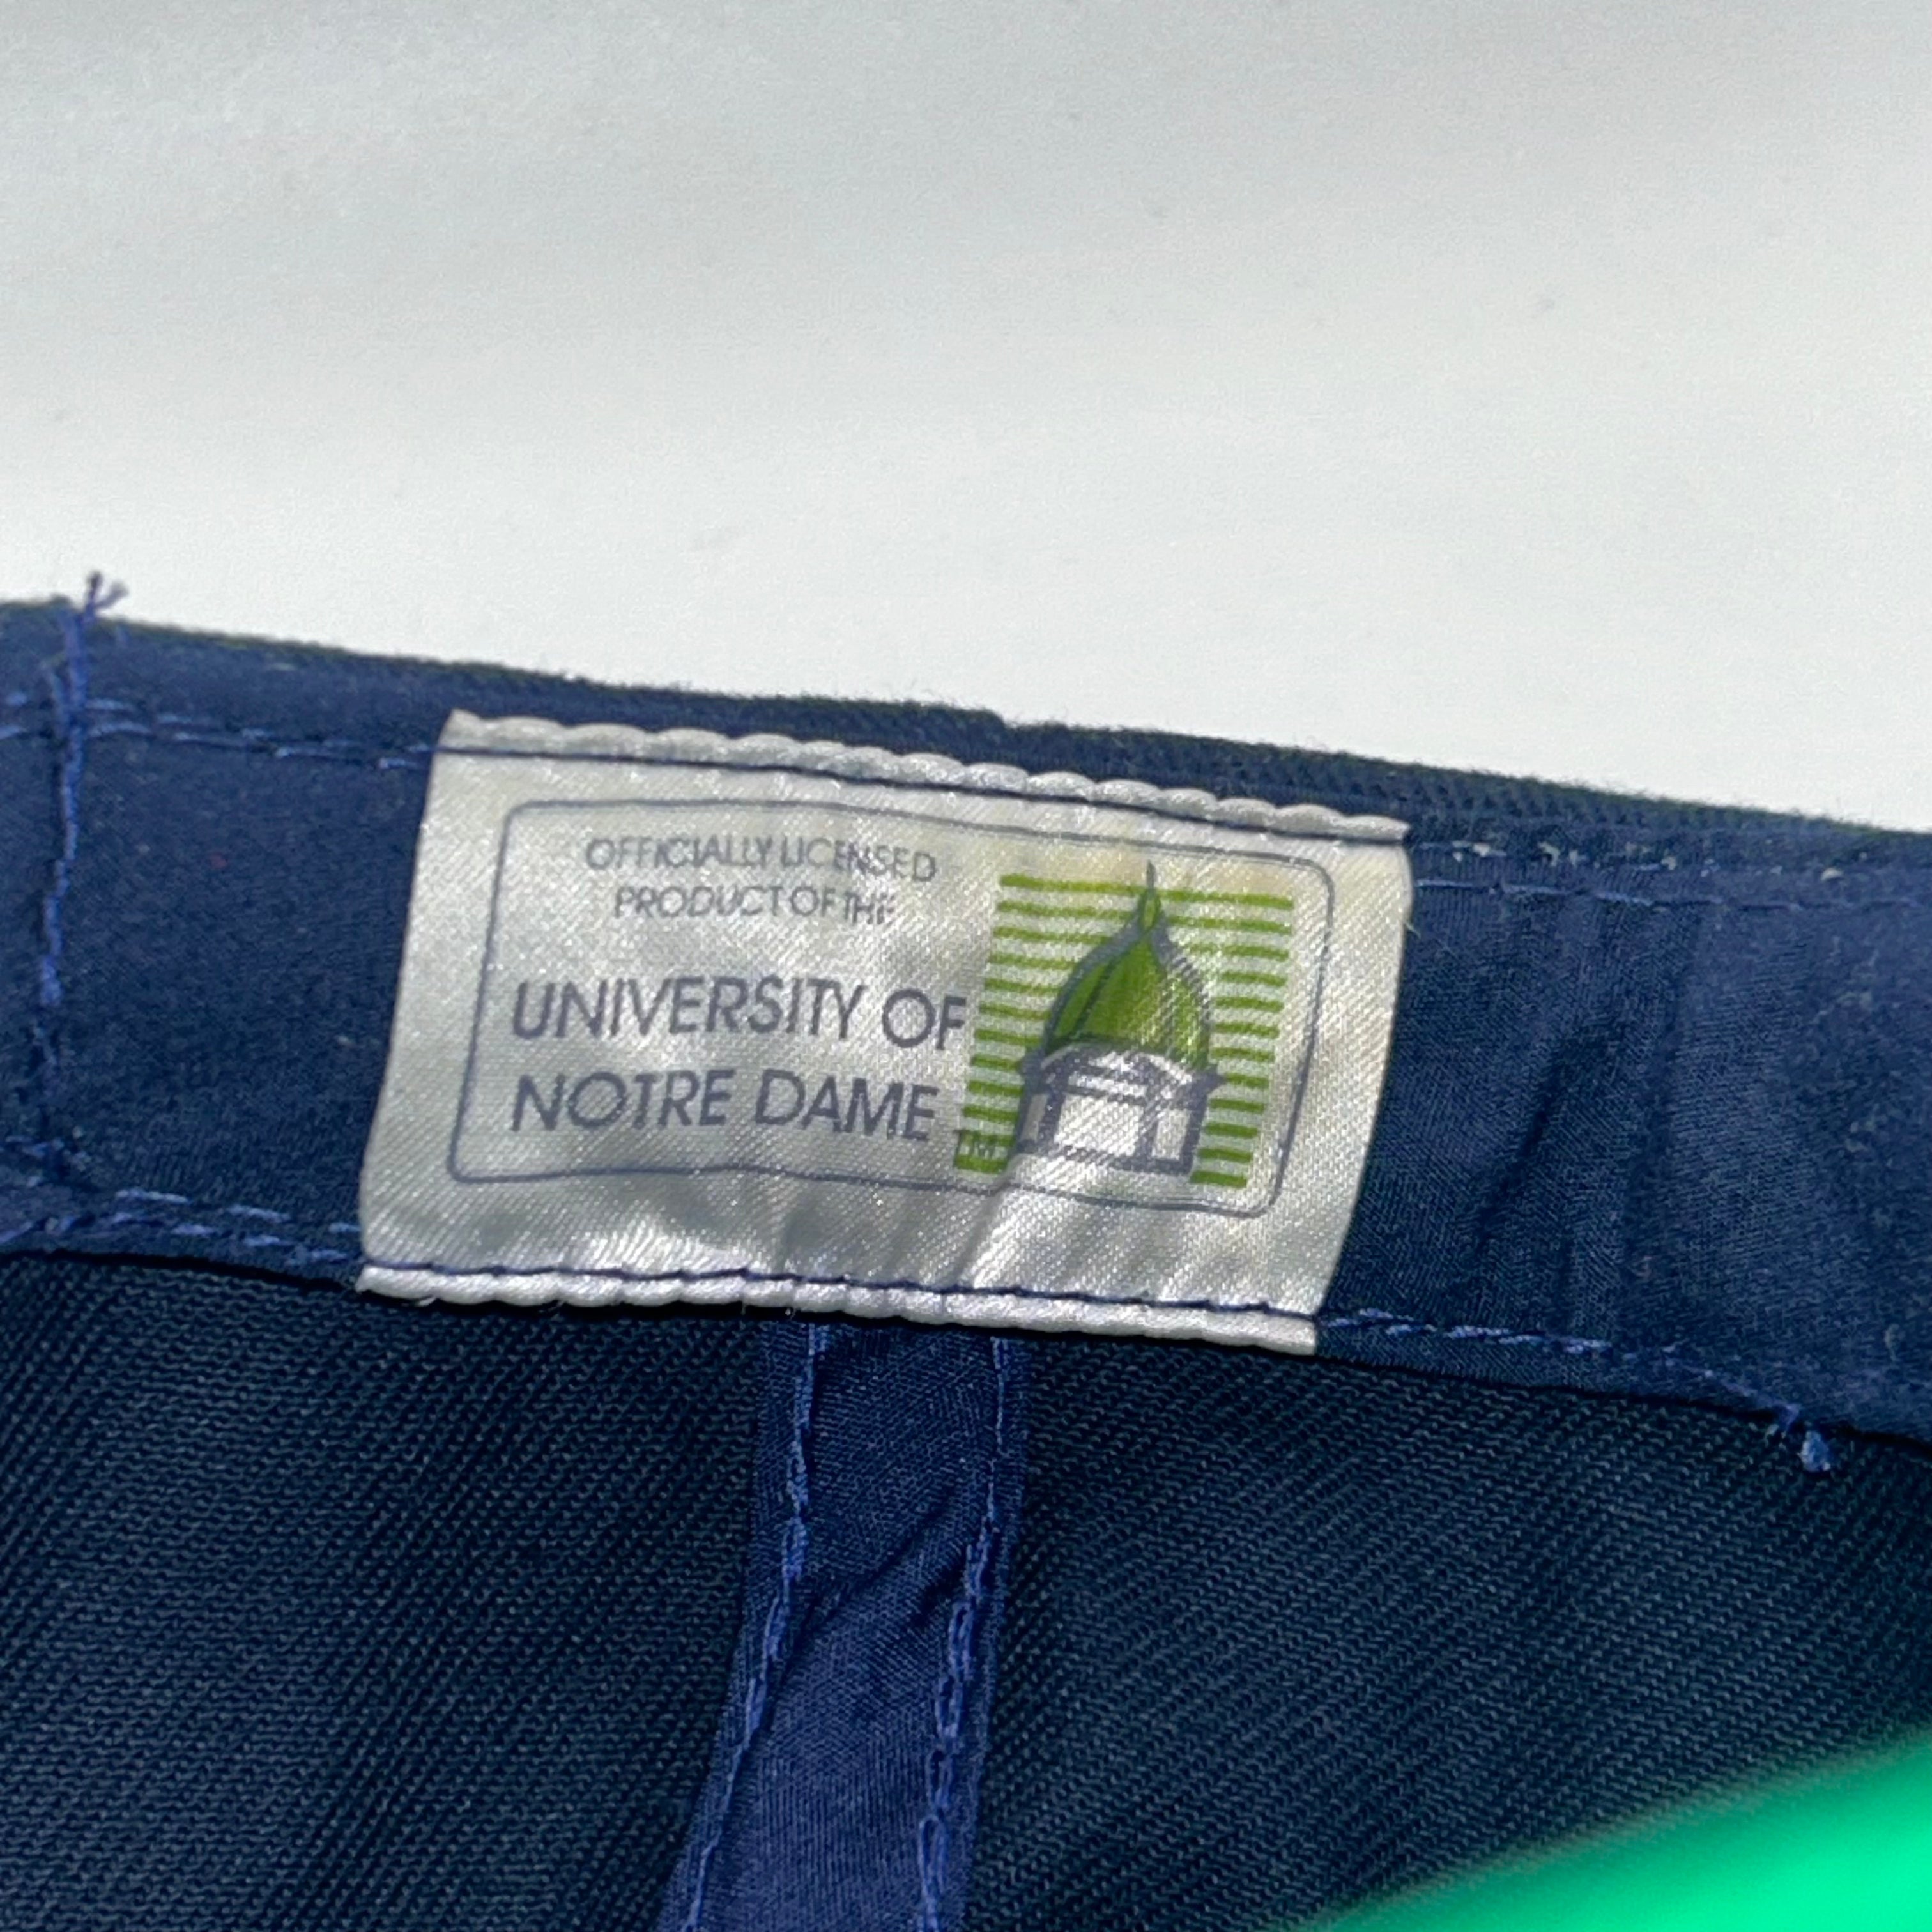 OFFICIALLY LICENSED
PRODUCT OF THE
UNIVERSITY OF
NOTRE DAME
TM